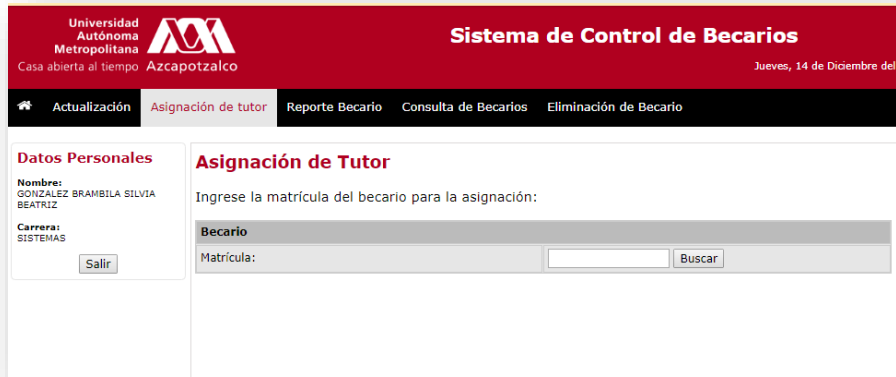 Universidad
Autónoma
Metropolitana
Casa abierta al tiempo Azcapotzalco
Sistema de Control de Becarios
Jueves, 14 de Diciembre del
Actualización Asignación de tutor Reporte Becario Consulta de Becarios Eliminación de Becario
Datos Personales
Nombre:
GONZALEZ BRAMBILA SILVIA
BEATRIZ
Carrera:
SISTEMAS
Salir
Asignación de Tutor
Ingrese la matrícula del becario para la asignación:
Becario
Matrícula:
Buscar